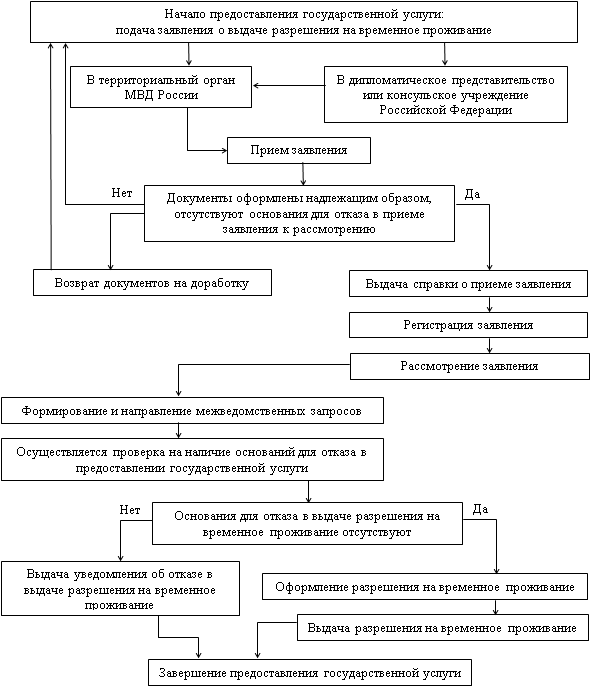 Начало предоставления государственной услуги:
подача заявления о выдаче разрешения на временное проживание
В территориальный орган
МВД России
В дипломатическое представительство
или консульское учреждение
Российской Федерации
Прием заявления
Нет
Документы оформлены надлежащим образом,
отсутствуют основания для отказа в приеме
заявления к рассмотрению
Да
Возврат документов на доработку
Выдача справки о приеме заявления
Регистрация заявления
Рассмотрение заявления
Формирование и направление межведомственных запросов
Осуществляется проверка на наличие оснований для отказа в
предоставлении государственной услуги
Нет
Основания для отказа в выдаче разрешения на
временное проживание отсутствуют
Да
Выдача уведомления об отказе в
выдаче разрешения на временное
проживание
Оформление разрешения на временное проживание
Выдача разрешения на временное проживание
Завершение предоставления государственной услуги